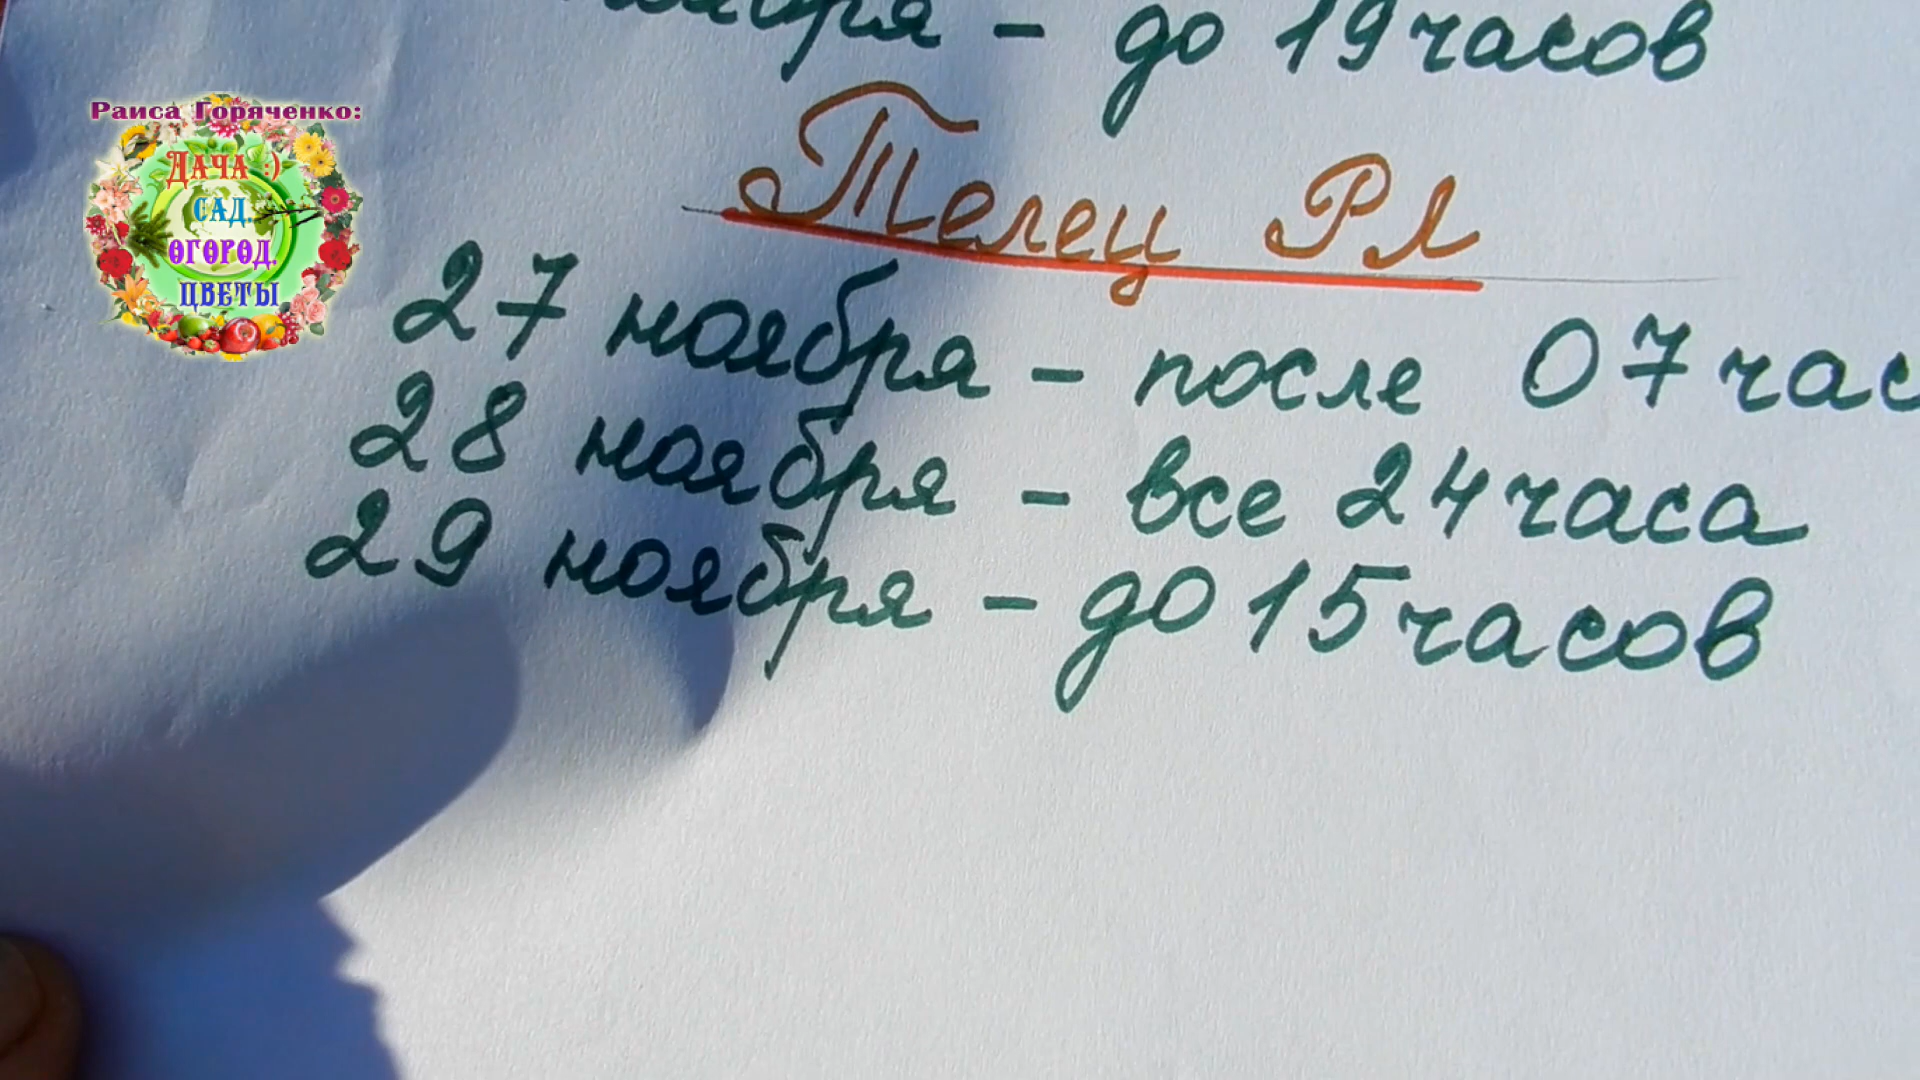 ноября - до 19 часов
Раиса Горяченко:
Дача :)
САД.
ОГОРОД.
ЦВЕТЫ
Телец Рл
27 ноября - после 07 час
28 ноября - все 24 часа
29 ноября - до 15 часов